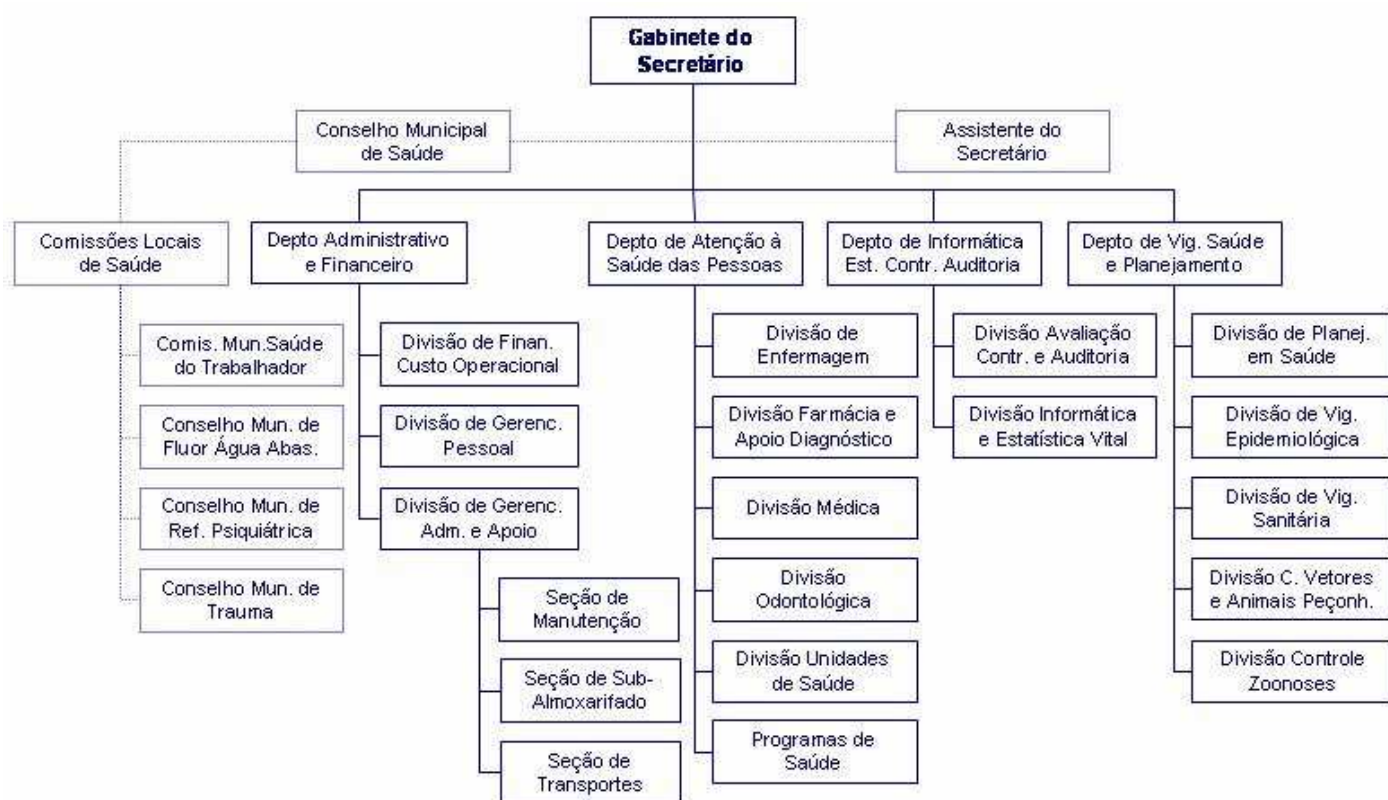 Gabinete do
Secretário
Conselho Municipal
de Saúde
Assistente do
Secretário
Comissões Locais
de Saúde
Depto Administrativo
e Financeiro
Depto de Atenção à
Saúde das Pessoas
Depto de Informática
Est. Contr. Auditoria
Depto de Vig. Saúde
e Planejamento
Comis. Mun.Saúde
do Trabalhador
Conselho Mun. de
Fluor Água Abas.
Conselho Mun. de
Ref. Psiquiátrica
Conselho Mun. de
Trauma
Divisão de Finan.
Custo Operacional
Divisão de Gerenc.
Pessoal
Divisão de Gerenc.
Adm. e Apoio
Seção de
Manutenção
Seção de Sub-
Almoxarifado
Seção de
Transportes
Divisão de
Enfermagem
Divisão Farmácia e
Apoio Diagnóstico
Divisão Médica
Divisão
Odontológica
Divisão Unidades
de Saúde
Programas de
Saúde
Divisão Avaliação
Contr. e Auditoria
Divisão Informática
e Estatística Vital
Divisão de Planej.
em Saúde
Divisão de Vig.
Epidemiológica
Divisão de Vig.
Sanitária
Divisão C. Vetores
e Animais Peçonh.
Divisão Controle
Zoonoses